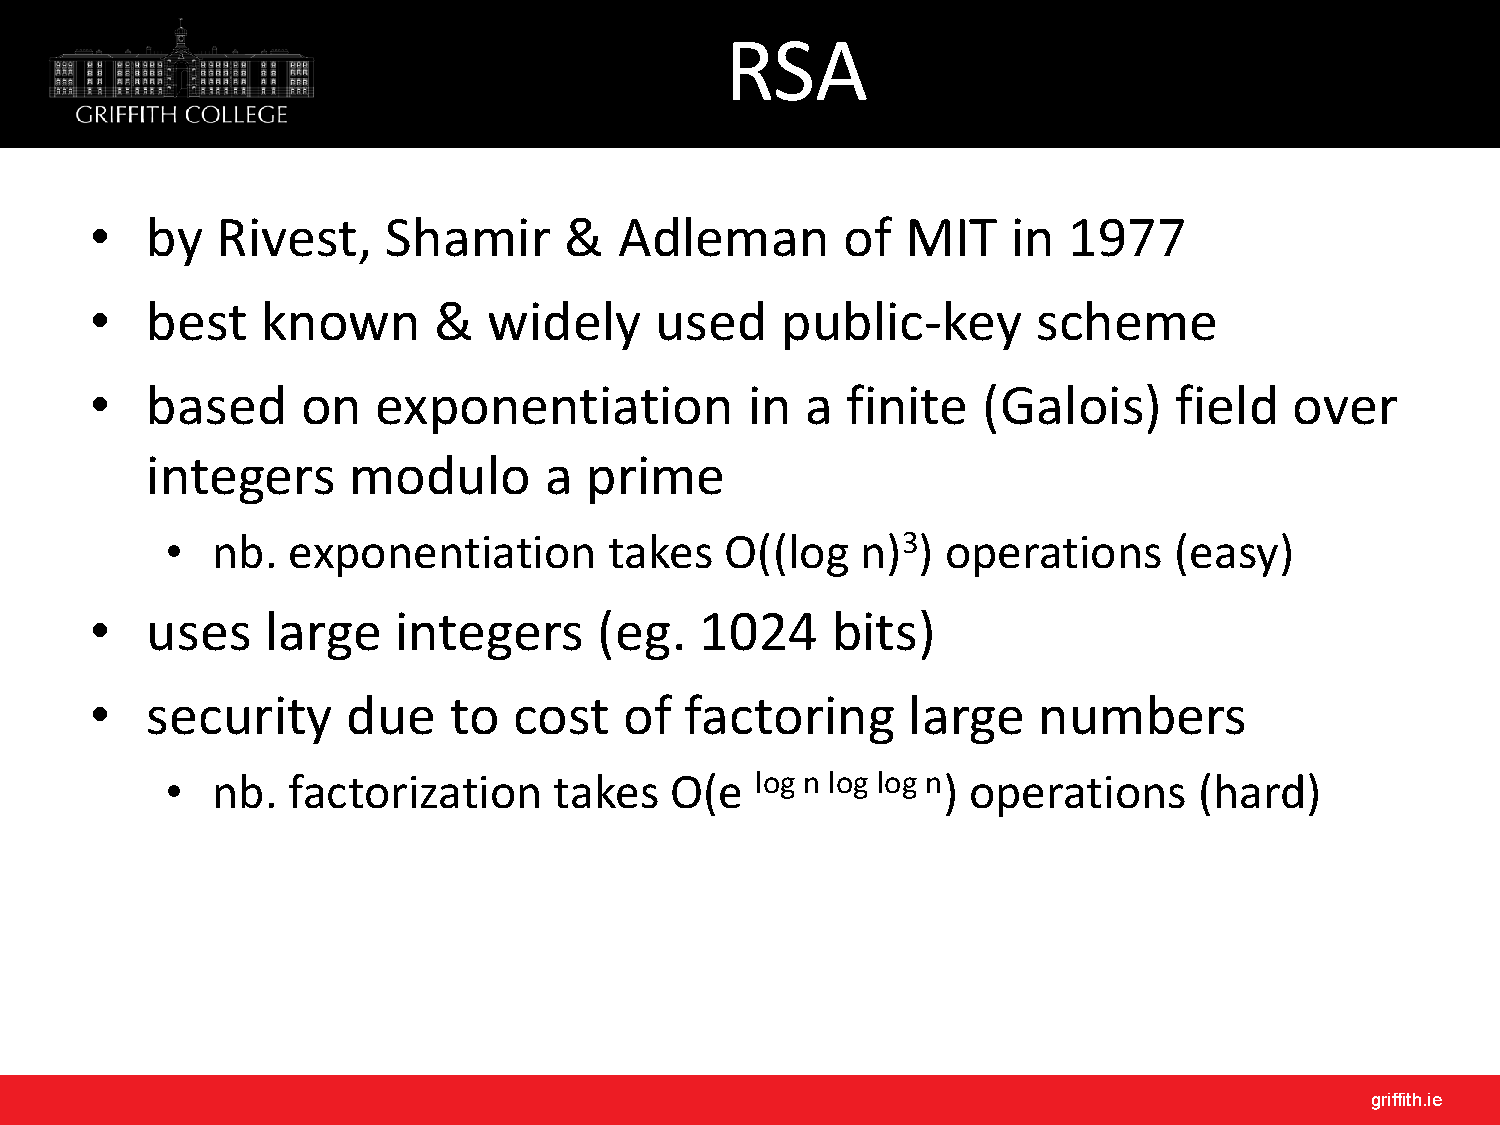 GRIFFITH COLLEGE
RSA
• by Rivest, Shamir & Adleman of MIT in 1977
• best known & widely used public-key scheme
• based on exponentiation in a finite (Galois) field over
integers modulo a prime
• nb. exponentiation takes O((log n)³) operations (easy)
• uses large integers (eg. 1024 bits)
• security due to cost of factoring large numbers
• nb. factorization takes O(e log n log log n) operations (hard)
griffith.ie